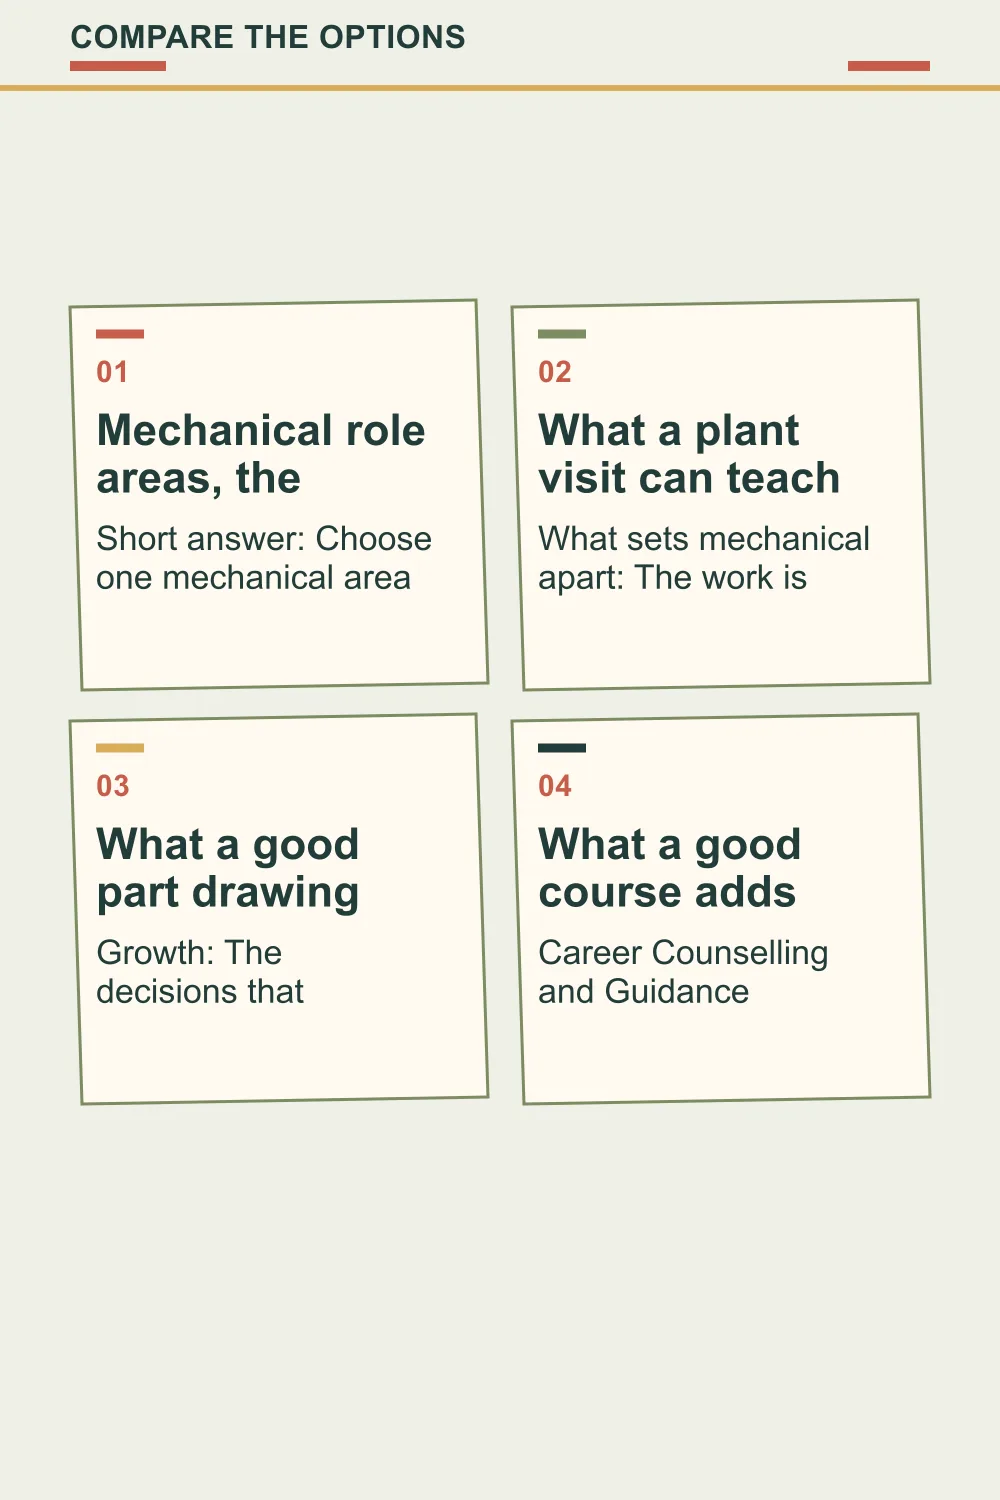 COMPARE THE OPTIONS
01
Mechanical role
areas, the
Short answer: Choose
one mechanical area
02
What a plant
visit can teach
What sets mechanical
apart: The work is
03
What a good
part drawing
Growth: The
decisions that
04
What a good
course adds
Career Counselling
and Guidance